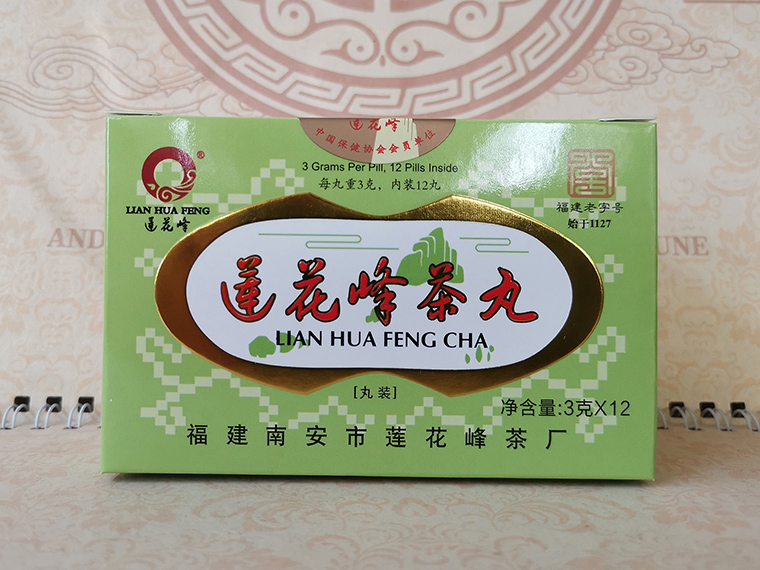 莲花峰
中国保健协会会员单位
3 Grams Per Pill, 12 Pills Inside
每丸重3克，内装12丸
®
LIAN HUA FENG
莲花峰
福建老字号
始于1127
AND
UNE
莲花峰茶丸
LIAN HUA FENG CHA
[丸装]
净含量:3克X12
福建南安市莲花峰茶厂